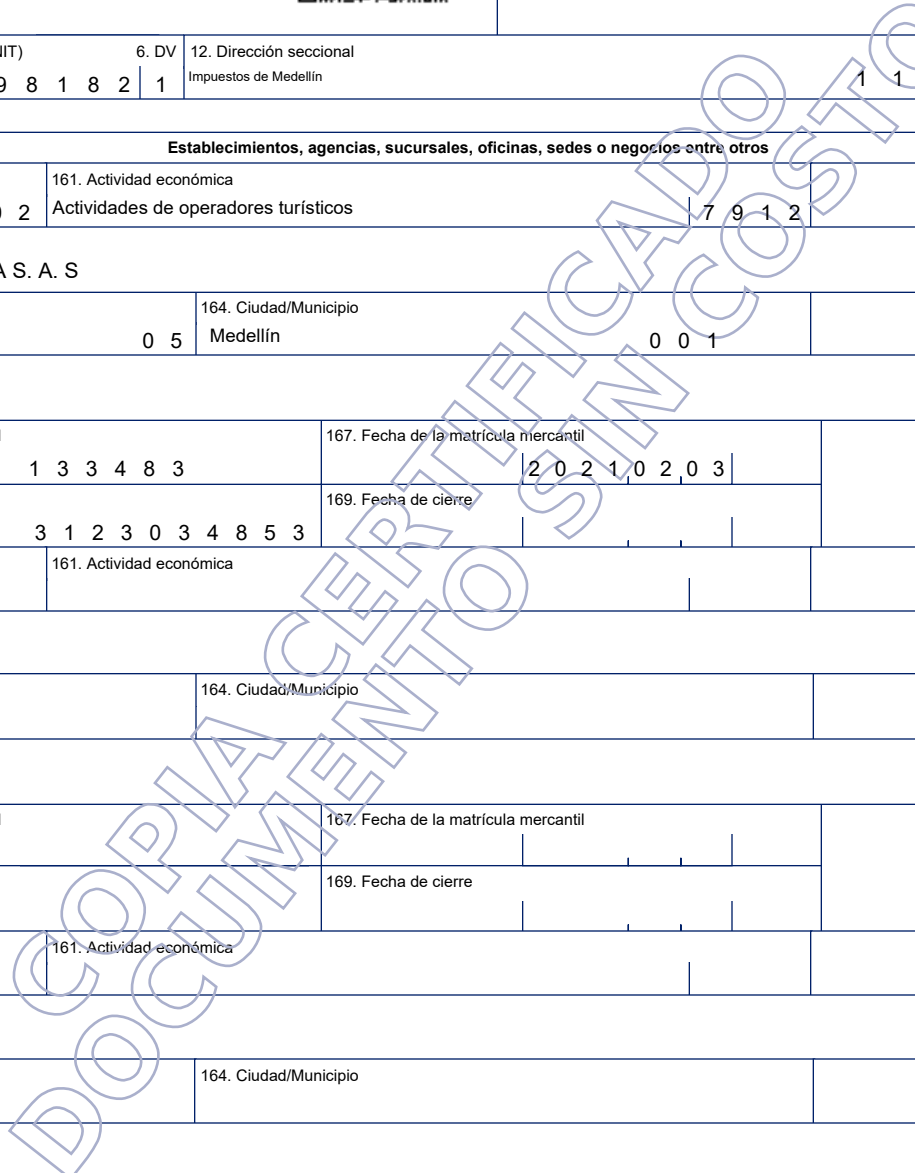 NIT) 6. DV 12. Dirección seccional
9 8 1 8 2 1 Impuestos de Medellín 1 1
Establecimientos, agencias, sucursales, oficinas, sedes o negocios entre otros
161. Actividad económica
2 Actividades de operadores turísticos 7 9 1 2
A S. A. S
164. Ciudad/Municipio
0 5 Medellín 0 0 1
167. Fecha de la matrícula mercantil
1 3 3 4 8 3 2 0 2 1 0 2 0 3
169. Fecha de cierre
3 1 2 3 0 3 4 8 5 3
161. Actividad económica
164. Ciudad/Municipio
167. Fecha de la matrícula mercantil
169. Fecha de cierre
161. Actividad económica
164. Ciudad/Municipio
COPIA CERTIFICADO
DOCUMENTO SIN COSTO